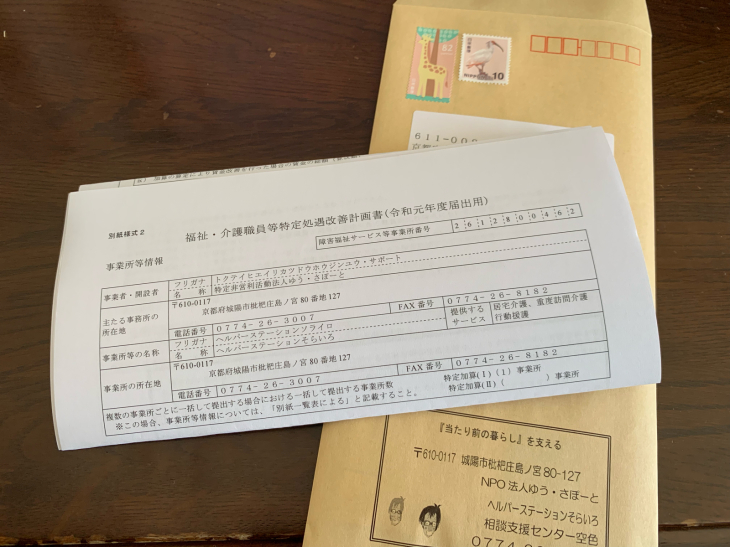 82
日本郵便
NIPPON 10
611-00
京都
別紙様式2
福祉・介護職員等特定処遇改善計画書(令和元年度届出用)
障害福祉サービス等事業所番号 2612800462
事業所等情報
事業者・開設者
フリガナ トクテイヒエイリカツドウホウジンユウ・サポート
名　称 特定非営利活動法人ゆう・さぽーと
主たる事務所の所在地
〒610-0117
京都府城陽市枇杷庄島ノ宮80番地127
電話番号 0774-26-3007 FAX番号 0774-26-8182
事業所等の名称
フリガナ ヘルパーステーションソライロ
名　称 ヘルパーステーションそらいろ
提供するサービス 居宅介護、重度訪問介護
行動援護
事業所の所在地
〒610-0117
京都府城陽市枇杷庄島ノ宮80番地127
電話番号 0774-26-3007 FAX番号 0774-26-8182
複数の事業所ごとに一括して提出する場合における一括して提出する事業所数
特定加算(Ⅰ)(1)事業所
特定加算(Ⅱ)(　)事業所
※この場合、事業所等情報については、「別紙一覧表による」と記載すること。
『当たり前の暮らし』を支える
〒610-0117 城陽市枇杷庄島ノ宮80-127
NPO法人ゆう・さぽーと
ヘルパーステーションそらいろ
相談支援センター空色